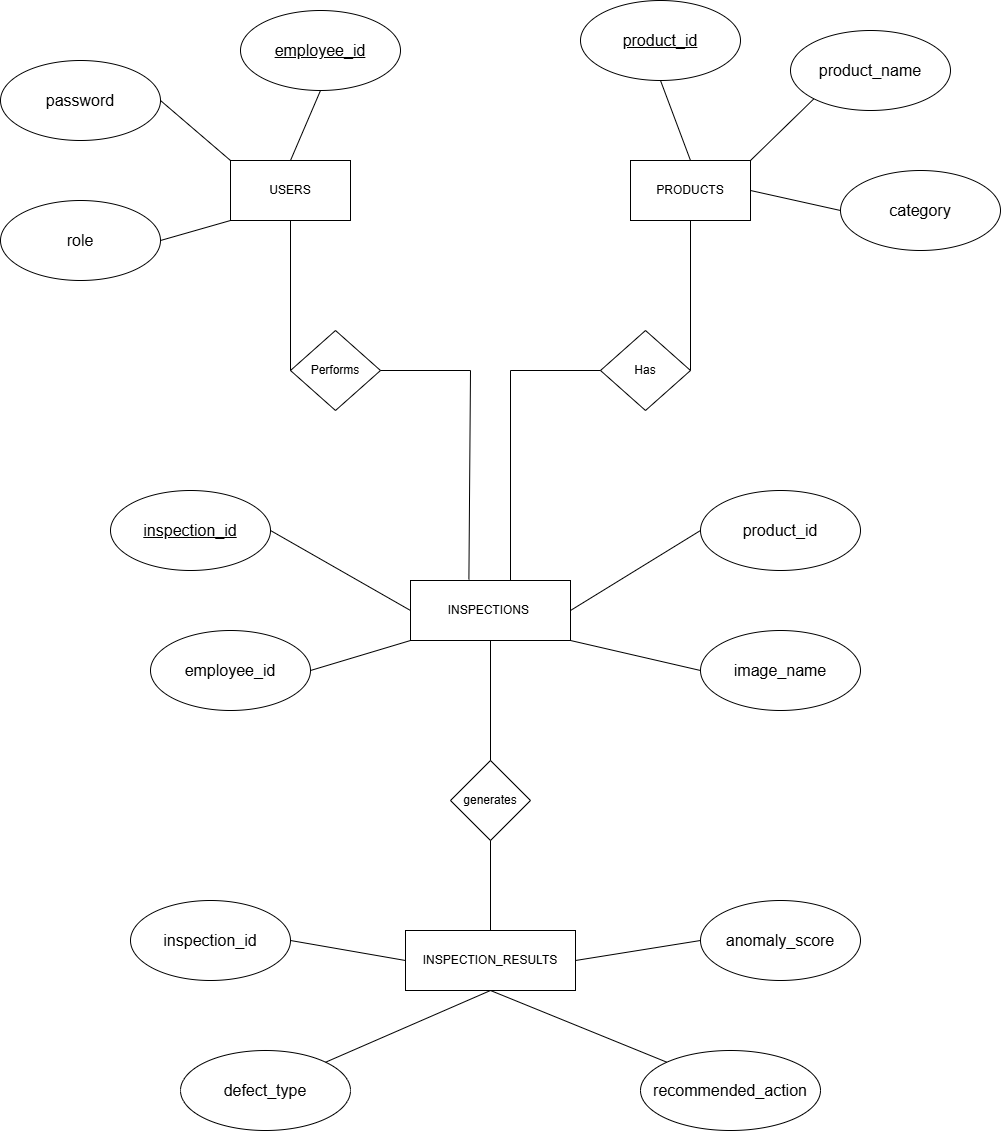 employee_id
product_id
product_name
password
USERS
PRODUCTS
category
role
Performs
Has
inspection_id
product_id
INSPECTIONS
employee_id
image_name
generates
inspection_id
anomaly_score
INSPECTION_RESULTS
defect_type
recommended_action